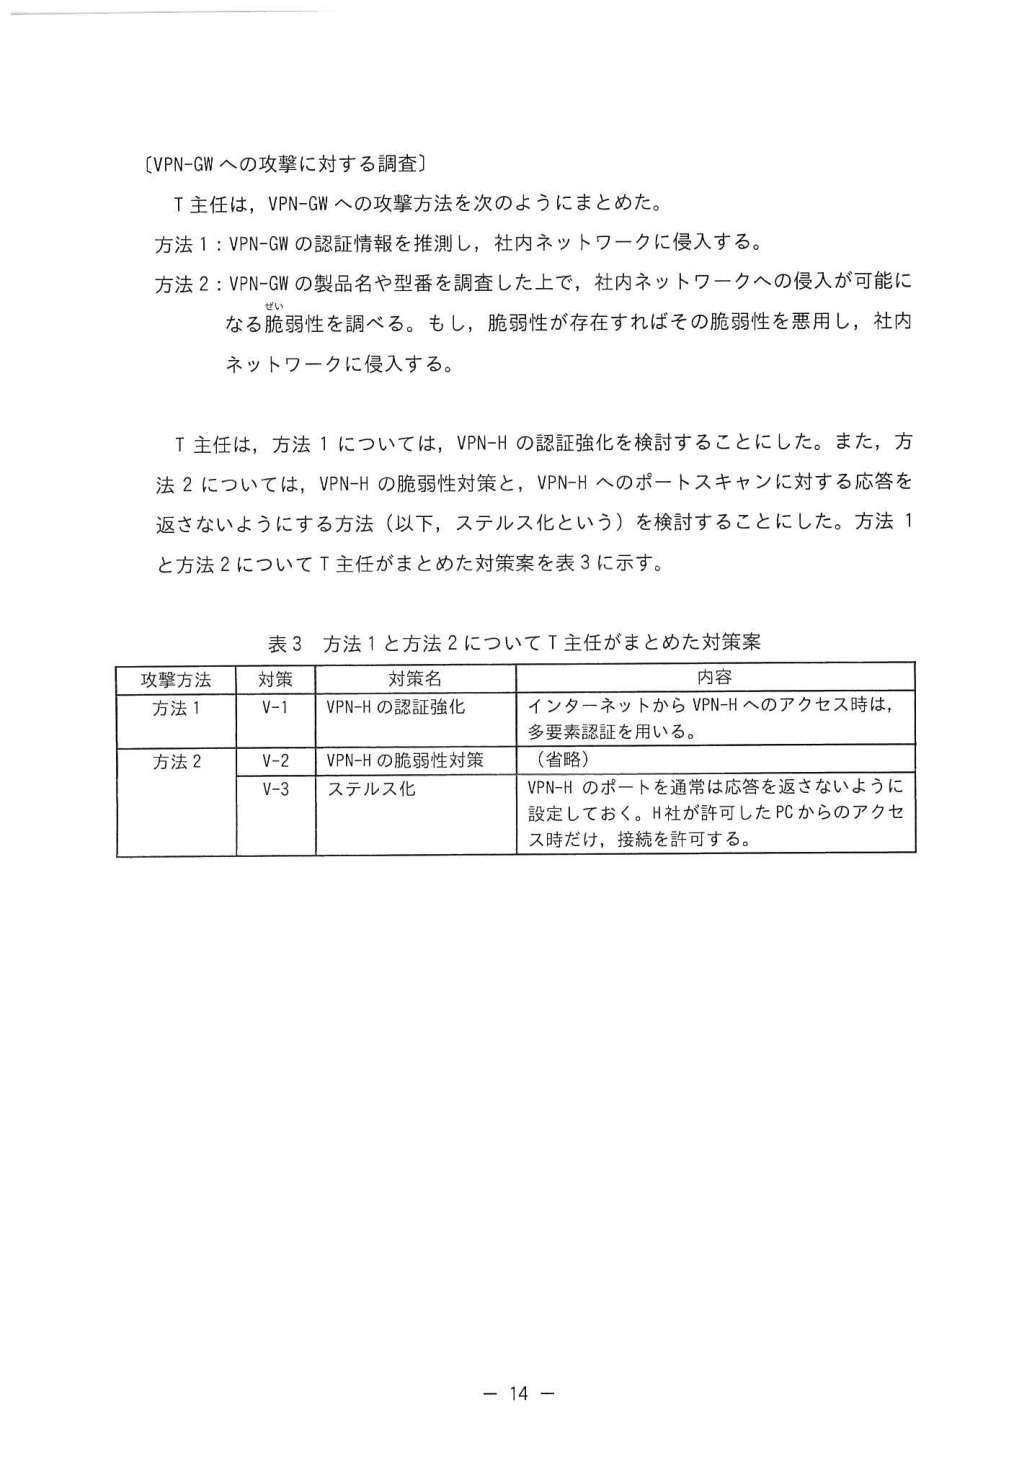 〔VPN-GW への攻撃に対する調査〕
T 主任は，VPN-GW への攻撃方法を次のようにまとめた。
方法 1：VPN-GW の認証情報を推測し，社内ネットワークに侵入する。
方法 2：VPN-GW の製品名や型番を調査した上で，社内ネットワークへの侵入が可能に
ぜい
なる脆弱性を調べる。もし，脆弱性が存在すればその脆弱性を悪用し，社内
ネットワークに侵入する。
T 主任は，方法 1 については，VPN-H の認証強化を検討することにした。また，方
法 2 については，VPN-H の脆弱性対策と，VPN-H へのポートスキャンに対する応答を
返さないようにする方法（以下，ステルス化という）を検討することにした。方法 1
と方法 2 について T 主任がまとめた対策案を表 3 に示す。
表 3　方法 1 と方法 2 について T 主任がまとめた対策案
攻撃方法　対策　対策名　内容
方法 1　V-1　VPN-H の認証強化　インターネットから VPN-H へのアクセス時は，
多要素認証を用いる。
方法 2　V-2　VPN-H の脆弱性対策　（省略）
V-3　ステルス化　VPN-H のポートを通常は応答を返さないように
設定しておく。H 社が許可した PC からのアクセ
ス時だけ，接続を許可する。
－ 14 －